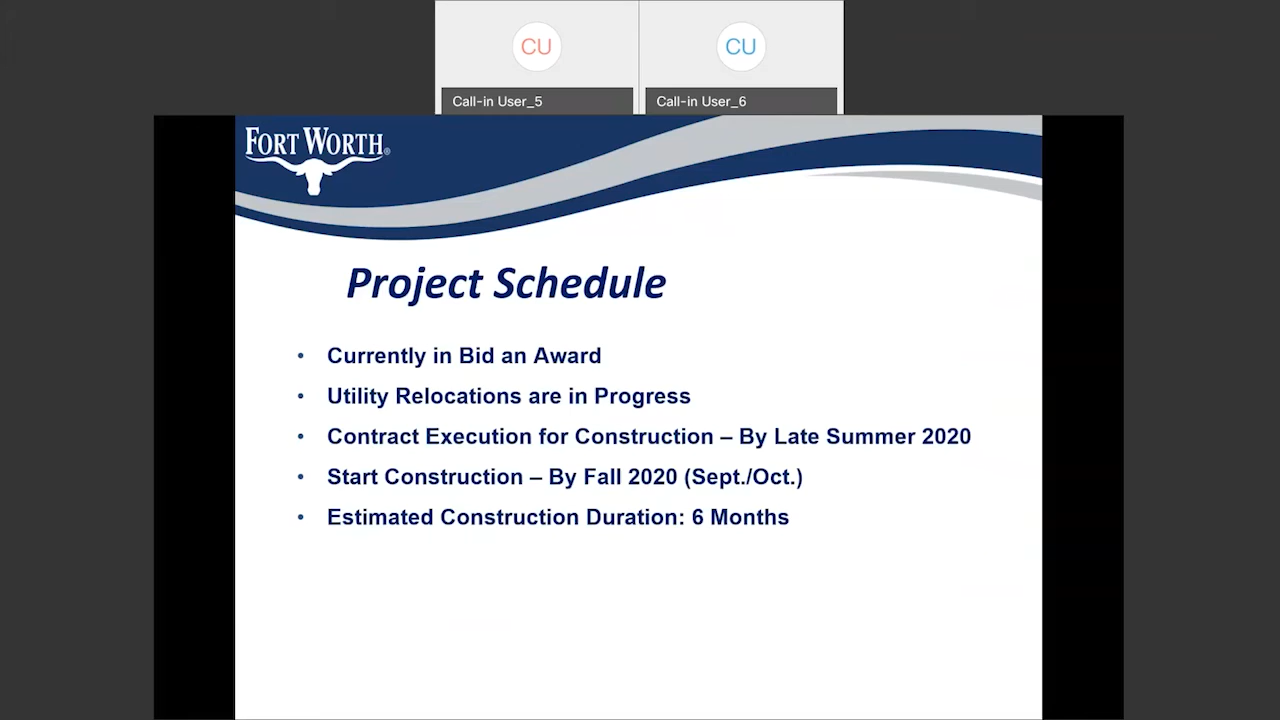 CU
CU
Call-in User_5
Call-in User_6
FORT WORTH®
Project Schedule
• Currently in Bid an Award
• Utility Relocations are in Progress
• Contract Execution for Construction – By Late Summer 2020
• Start Construction – By Fall 2020 (Sept./Oct.)
• Estimated Construction Duration: 6 Months